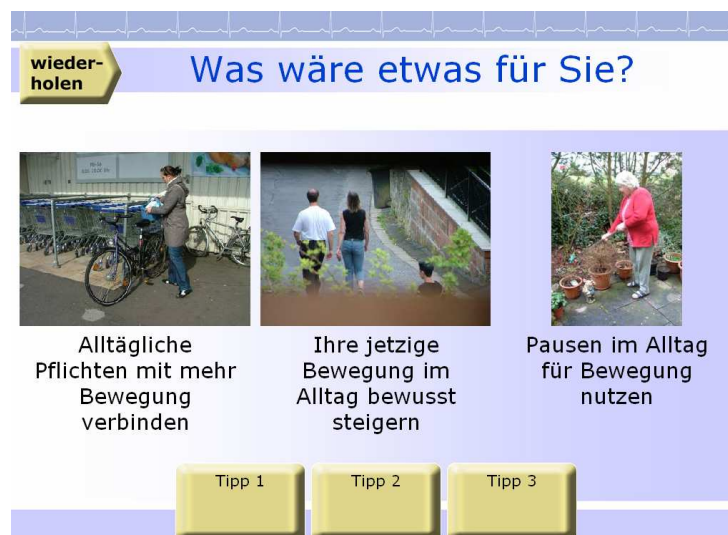 wieder-
holen
Was wäre etwas für Sie?
Alltägliche
Pflichten mit mehr
Bewegung
verbinden
Ihre jetzige
Bewegung im
Alltag bewusst
steigern
Pausen im Alltag
für Bewegung
nutzen
Tipp 1
Tipp 2
Tipp 3